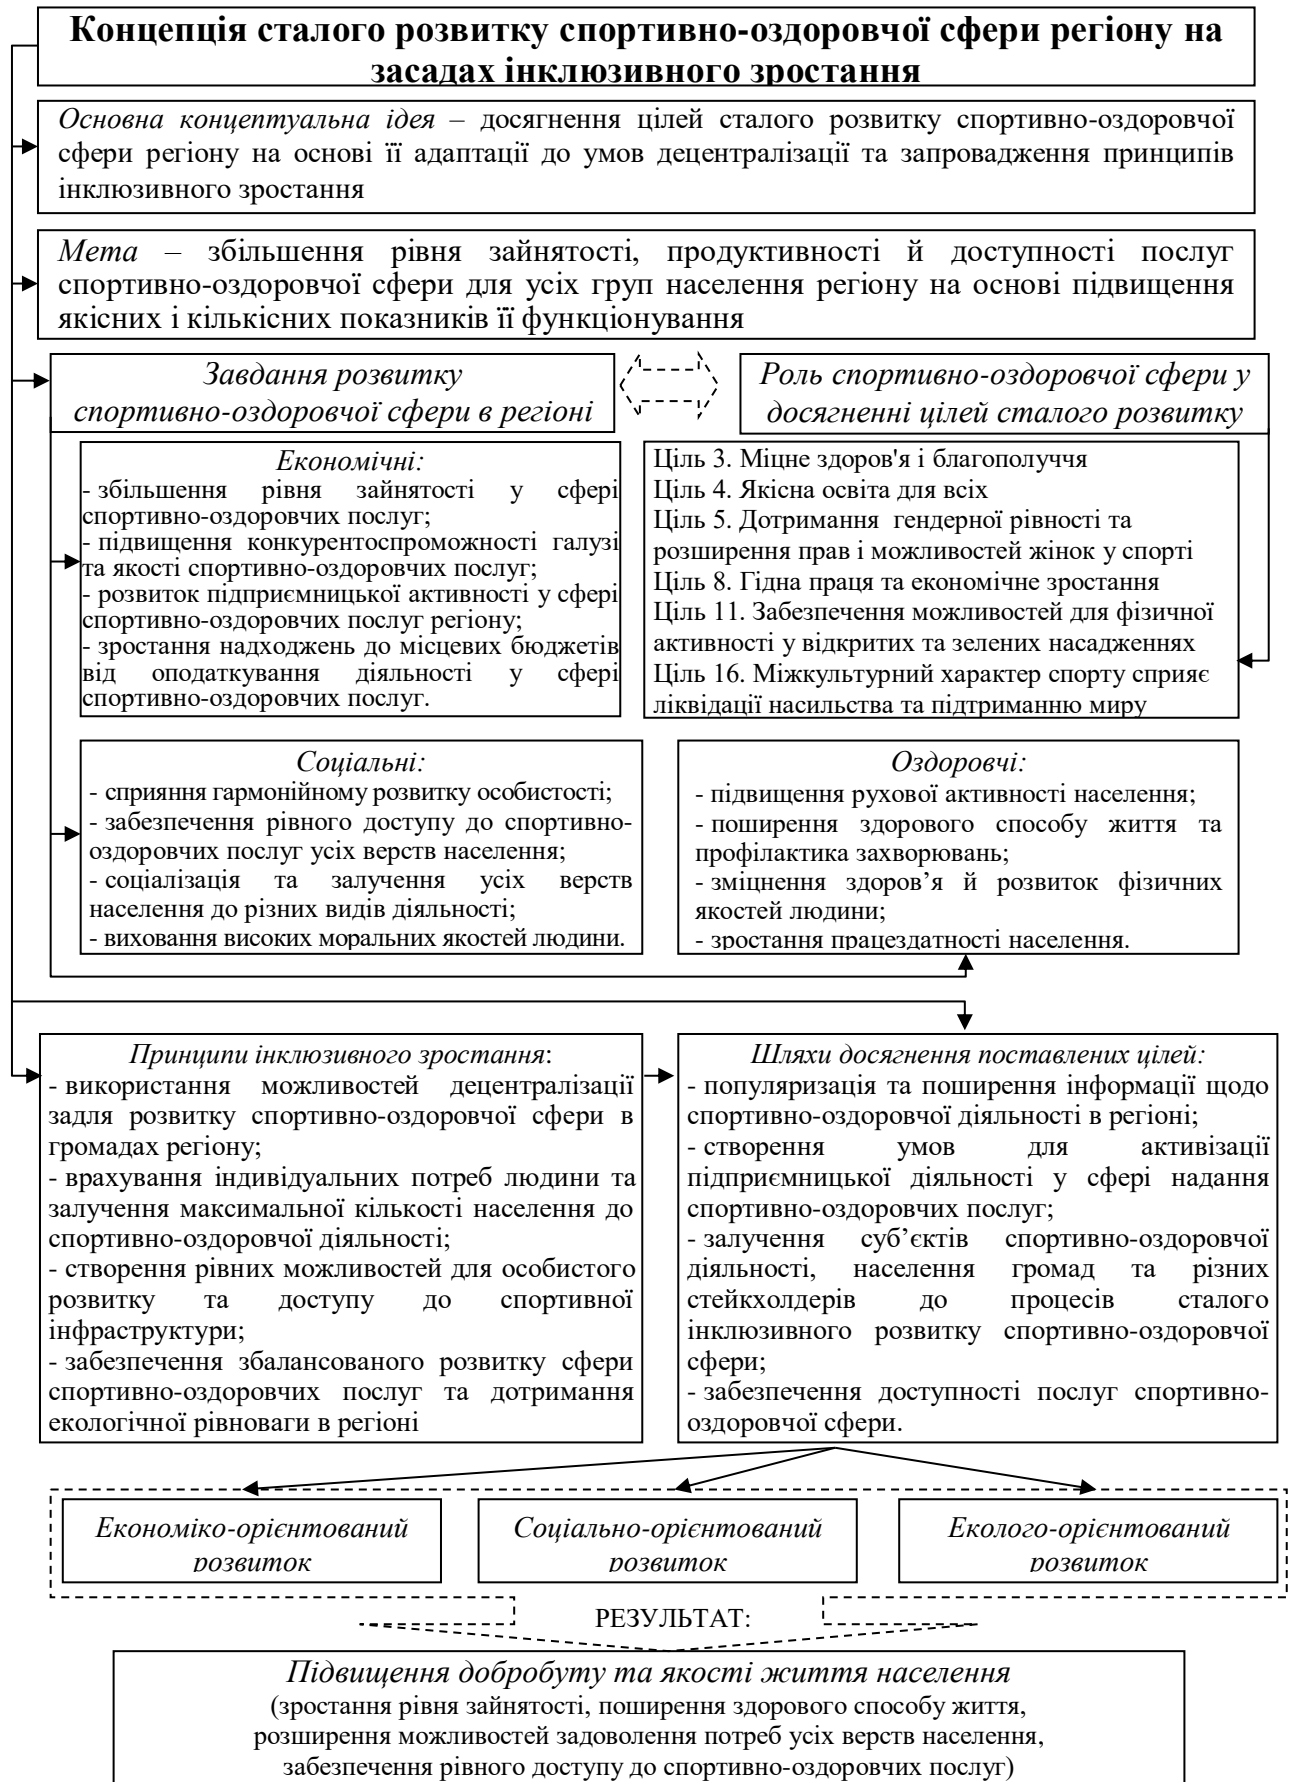 Концепція сталого розвитку спортивно-оздоровчої сфери регіону на
засадах інклюзивного зростання
Основна концептуальна ідея – досягнення цілей сталого розвитку спортивно-оздоровчої
сфери регіону на основі її адаптації до умов децентралізації та запровадження принципів
інклюзивного зростання
Мета – збільшення рівня зайнятості, продуктивності й доступності послуг
спортивно-оздоровчої сфери для усіх груп населення регіону на основі підвищення
якісних і кількісних показників її функціонування
Завдання розвитку
спортивно-оздоровчої сфери в регіоні
Роль спортивно-оздоровчої сфери у
досягненні цілей сталого розвитку
Економічні:
- збільшення рівня зайнятості у сфері
спортивно-оздоровчих послуг;
- підвищення конкурентоспроможності галузі
та якості спортивно-оздоровчих послуг;
- розвиток підприємницької активності у сфері
спортивно-оздоровчих послуг регіону;
- зростання надходжень до місцевих бюджетів
від оподаткування діяльності у сфері
спортивно-оздоровчих послуг.
Ціль 3. Міцне здоров'я і благополуччя
Ціль 4. Якісна освіта для всіх
Ціль 5. Дотримання гендерної рівності та
розширення прав і можливостей жінок у спорті
Ціль 8. Гідна праця та економічне зростання
Ціль 11. Забезпечення можливостей для фізичної
активності у відкритих та зелених насадженнях
Ціль 16. Міжкультурний характер спорту сприяє
ліквідації насильства та підтриманню миру
Соціальні:
- сприяння гармонійному розвитку особистості;
- забезпечення рівного доступу до спортивно-
оздоровчих послуг усіх верств населення;
- соціалізація та залучення усіх верств
населення до різних видів діяльності;
- виховання високих моральних якостей людини.
Оздоровчі:
- підвищення рухової активності населення;
- поширення здорового способу життя та
профілактика захворювань;
- зміцнення здоров’я й розвиток фізичних
якостей людини;
- зростання працездатності населення.
Принципи інклюзивного зростання:
- використання можливостей децентралізації
задля розвитку спортивно-оздоровчої сфери в
громадах регіону;
- врахування індивідуальних потреб людини та
залучення максимальної кількості населення до
спортивно-оздоровчої діяльності;
- створення рівних можливостей для особистого
розвитку та доступу до спортивної
інфраструктури;
- забезпечення збалансованого розвитку сфери
спортивно-оздоровчих послуг та дотримання
екологічної рівноваги в регіоні
Шляхи досягнення поставлених цілей:
- популяризація та поширення інформації щодо
спортивно-оздоровчої діяльності в регіоні;
- створення умов для активізації
підприємницької діяльності у сфері надання
спортивно-оздоровчих послуг;
- залучення суб’єктів спортивно-оздоровчої
діяльності, населення громад та різних
стейкхолдерів до процесів сталого
інклюзивного розвитку спортивно-оздоровчої
сфери;
- забезпечення доступності послуг спортивно-
оздоровчої сфери.
Економіко-орієнтований
розвиток
Соціально-орієнтований
розвиток
Еколого-орієнтований
розвиток
РЕЗУЛЬТАТ:
Підвищення добробуту та якості життя населення
(зростання рівня зайнятості, поширення здорового способу життя,
розширення можливостей задоволення потреб усіх верств населення,
забезпечення рівного доступу до спортивно-оздоровчих послуг)